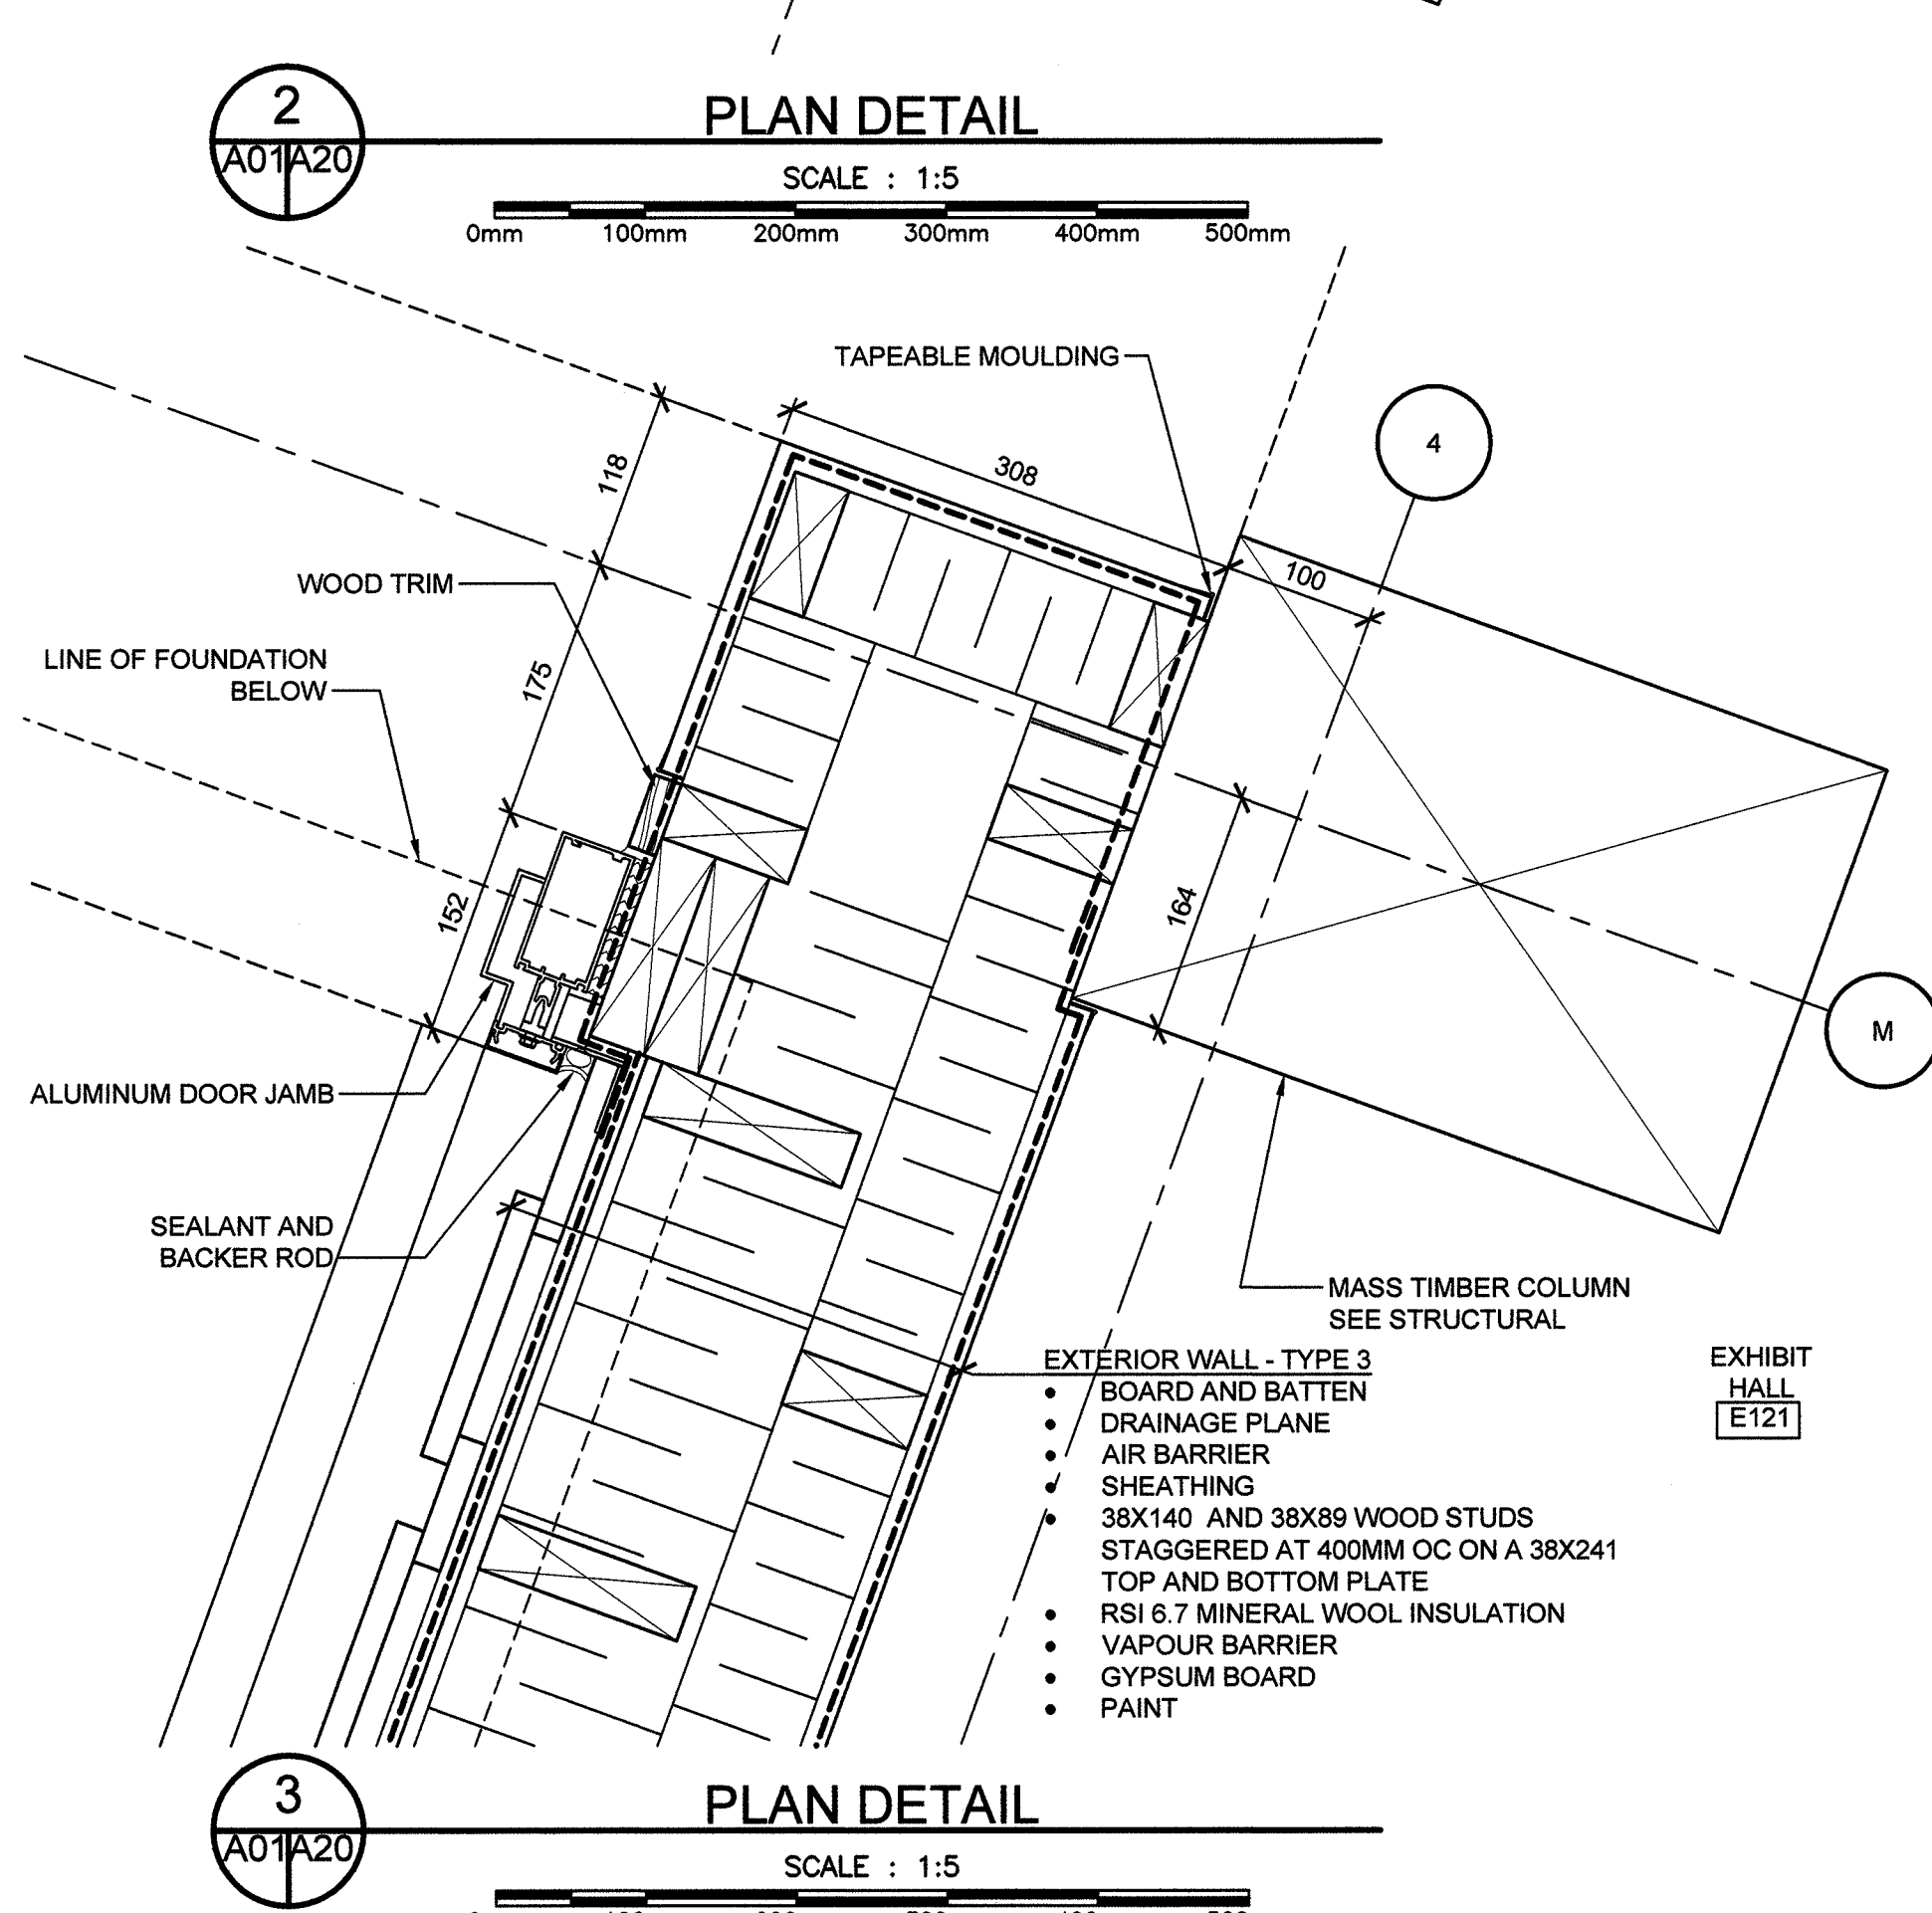 2
A01 A20
PLAN DETAIL
SCALE : 1:5
0mm 100mm 200mm 300mm 400mm 500mm
TAPEABLE MOULDING
4
118
308
100
WOOD TRIM
LINE OF FOUNDATION
BELOW
175
152
164
M
ALUMINUM DOOR JAMB
SEALANT AND
BACKER ROD
MASS TIMBER COLUMN
SEE STRUCTURAL
EXTERIOR WALL - TYPE 3
• BOARD AND BATTEN
• DRAINAGE PLANE
• AIR BARRIER
• SHEATHING
• 38X140 AND 38X89 WOOD STUDS
STAGGERED AT 400MM OC ON A 38X241
TOP AND BOTTOM PLATE
• RSI 6.7 MINERAL WOOL INSULATION
• VAPOUR BARRIER
• GYPSUM BOARD
• PAINT
EXHIBIT
HALL
E121
3
A01 A20
PLAN DETAIL
SCALE : 1:5